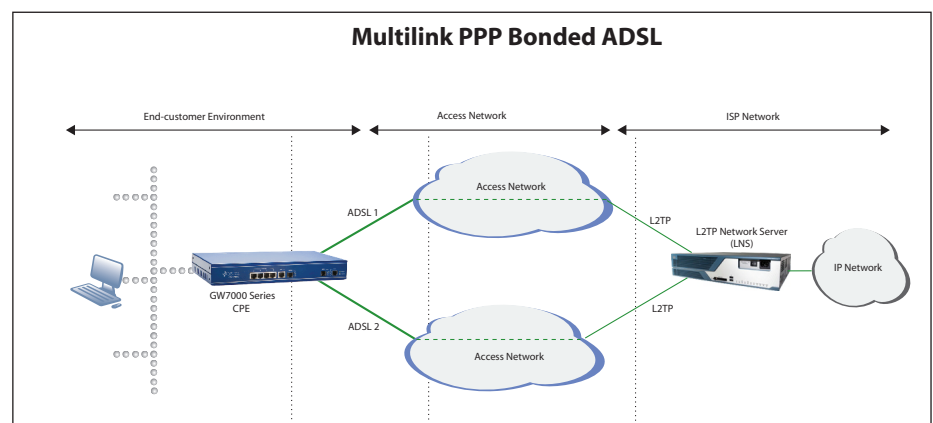 Multilink PPP Bonded ADSL
End-customer Environment
Access Network
ISP Network
Access Network
ADSL 1
L2TP
L2TP Network Server
(LNS)
IP Network
GW7000 Series
CPE
ADSL 2
L2TP
Access Network